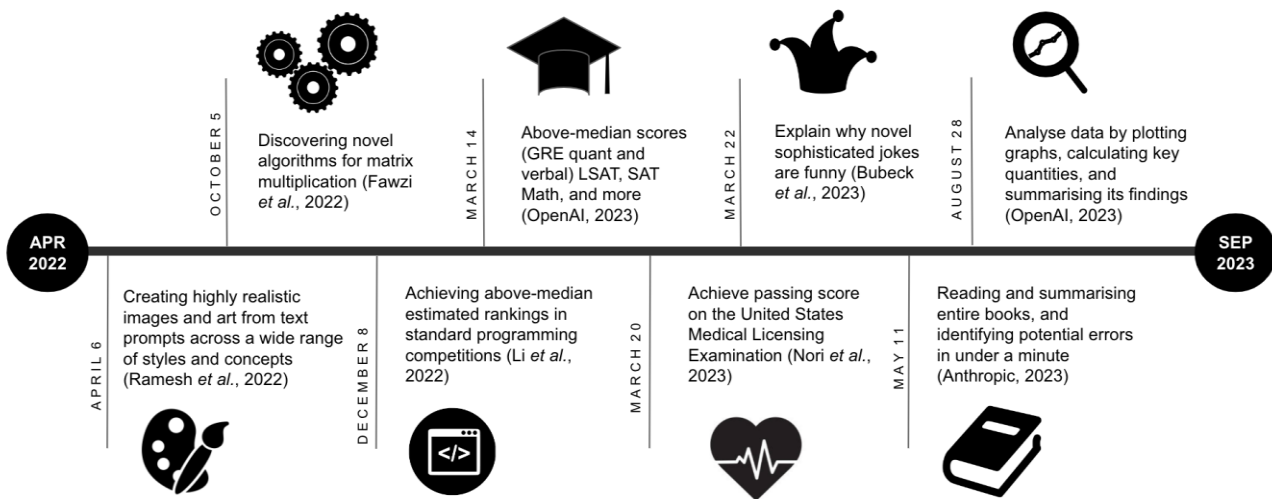 OCTOBER 5
Discovering novel
algorithms for matrix
multiplication (Fawzi
et al., 2022)
MARCH 14
Above-median scores
(GRE quant and
verbal) LSAT, SAT
Math, and more
(OpenAI, 2023)
MARCH 22
Explain why novel
sophisticated jokes
are funny (Bubeck
et al., 2023)
AUGUST 28
Analyse data by plotting
graphs, calculating key
quantities, and
summarising its findings
(OpenAI, 2023)
APR
2022
SEP
2023
APRIL 6
Creating highly realistic
images and art from text
prompts across a wide range
of styles and concepts
(Ramesh et al., 2022)
DECEMBER 8
Achieving above-median
estimated rankings in
standard programming
competitions (Li et al.,
2022)
</>
MARCH 20
Achieve passing score
on the United States
Medical Licensing
Examination (Nori et al.,
2023)
MAY 11
Reading and summarising
entire books, and
identifying potential errors
in under a minute
(Anthropic, 2023)